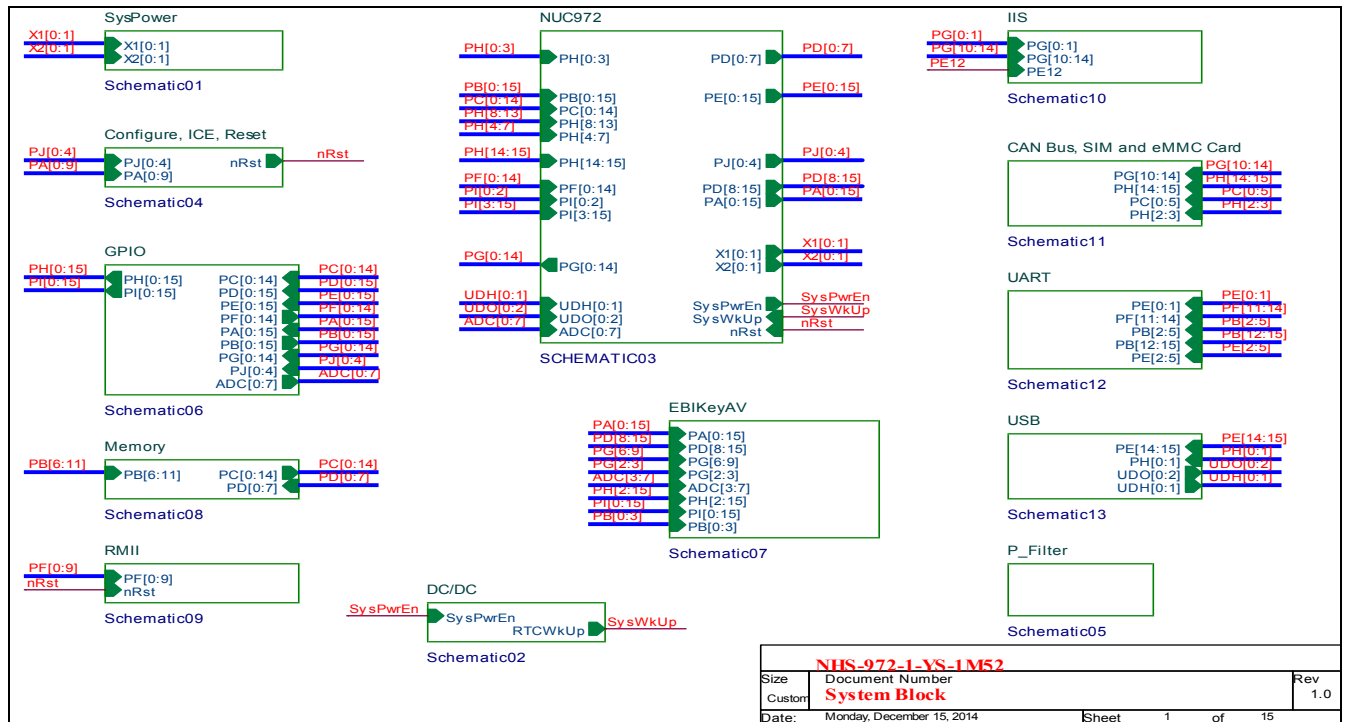 SysPower
X1[0:1]
X2[0:1]
X1[0:1]
X2[0:1]
Schematic01
Configure, ICE, Reset
PJ[0:4]
PA[0:9]
PJ[0:4]
PA[0:9]
nRst
nRst
Schematic04
GPIO
PH[0:15]
PI[0:15]
PH[0:15]
PI[0:15]
PC[0:14]
PD[0:15]
PE[0:15]
PF[0:14]
PA[0:15]
PB[0:15]
PG[0:14]
PJ[0:4]
ADC[0:7]
PC[0:14]
PD[0:15]
PE[0:15]
PF[0:14]
PA[0:15]
PB[0:15]
PG[0:14]
PJ[0:4]
ADC[0:7]
Schematic06
Memory
PB[6:11]
PB[6:11]
PC[0:14]
PD[0:7]
PC[0:14]
PD[0:7]
Schematic08
RMII
PF[0:9]
nRst
PF[0:9]
nRst
Schematic09
NUC972
PH[0:3]
PB[0:15]
PC[0:14]
PH[8:13]
PH[4:7]
PH[14:15]
PF[0:14]
PI[0:2]
PI[3:15]
PG[0:14]
UDH[0:1]
UDO[0:2]
ADC[0:7]
PH[0:3]
PB[0:15]
PC[0:14]
PH[8:13]
PH[4:7]
PH[14:15]
PF[0:14]
PI[0:2]
PI[3:15]
PG[0:14]
UDH[0:1]
UDO[0:2]
ADC[0:7]
PD[0:7]
PE[0:15]
PJ[0:4]
PD[8:15]
PA[0:15]
X1[0:1]
X2[0:1]
SysPwrEn
SysWkUp
nRst
PD[0:7]
PE[0:15]
PJ[0:4]
PD[8:15]
PA[0:15]
X1[0:1]
X2[0:1]
SysPwrEn
SysWkUp
nRst
SCHEMATIC03
EBIKeyAV
PA[0:15]
PD[8:15]
PG[6:9]
PG[2:3]
ADC[3:7]
PH[2:15]
PI[0:15]
PB[0:3]
PA[0:15]
PD[8:15]
PG[6:9]
PG[2:3]
ADC[3:7]
PH[2:15]
PI[0:15]
PB[0:3]
Schematic07
DC/DC
SysPwrEn
SysPwrEn
RTCWkUp
SysWkUp
Schematic02
IIS
PG[0:1]
PG[10:14]
PE12
PG[0:1]
PG[10:14]
PE12
Schematic10
CAN Bus, SIM and eMMC Card
PG[10:14]
PH[14:15]
PC[0:5]
PH[2:3]
PG[10:14]
PH[14:15]
PC[0:5]
PH[2:3]
Schematic11
UART
PE[0:1]
PF[11:14]
PB[2:5]
PB[12:15]
PE[2:5]
PE[0:1]
PF[11:14]
PB[2:5]
PB[12:15]
PE[2:5]
Schematic12
USB
PE[14:15]
PH[0:1]
UDO[0:2]
UDH[0:1]
PE[14:15]
PH[0:1]
UDO[0:2]
UDH[0:1]
Schematic13
P_Filter
Schematic05
NHS-972-1-YS-1M52
Size Document Number Rev
Custom System Block 1.0
Date: Monday, December 15, 2014 Sheet 1 of 15